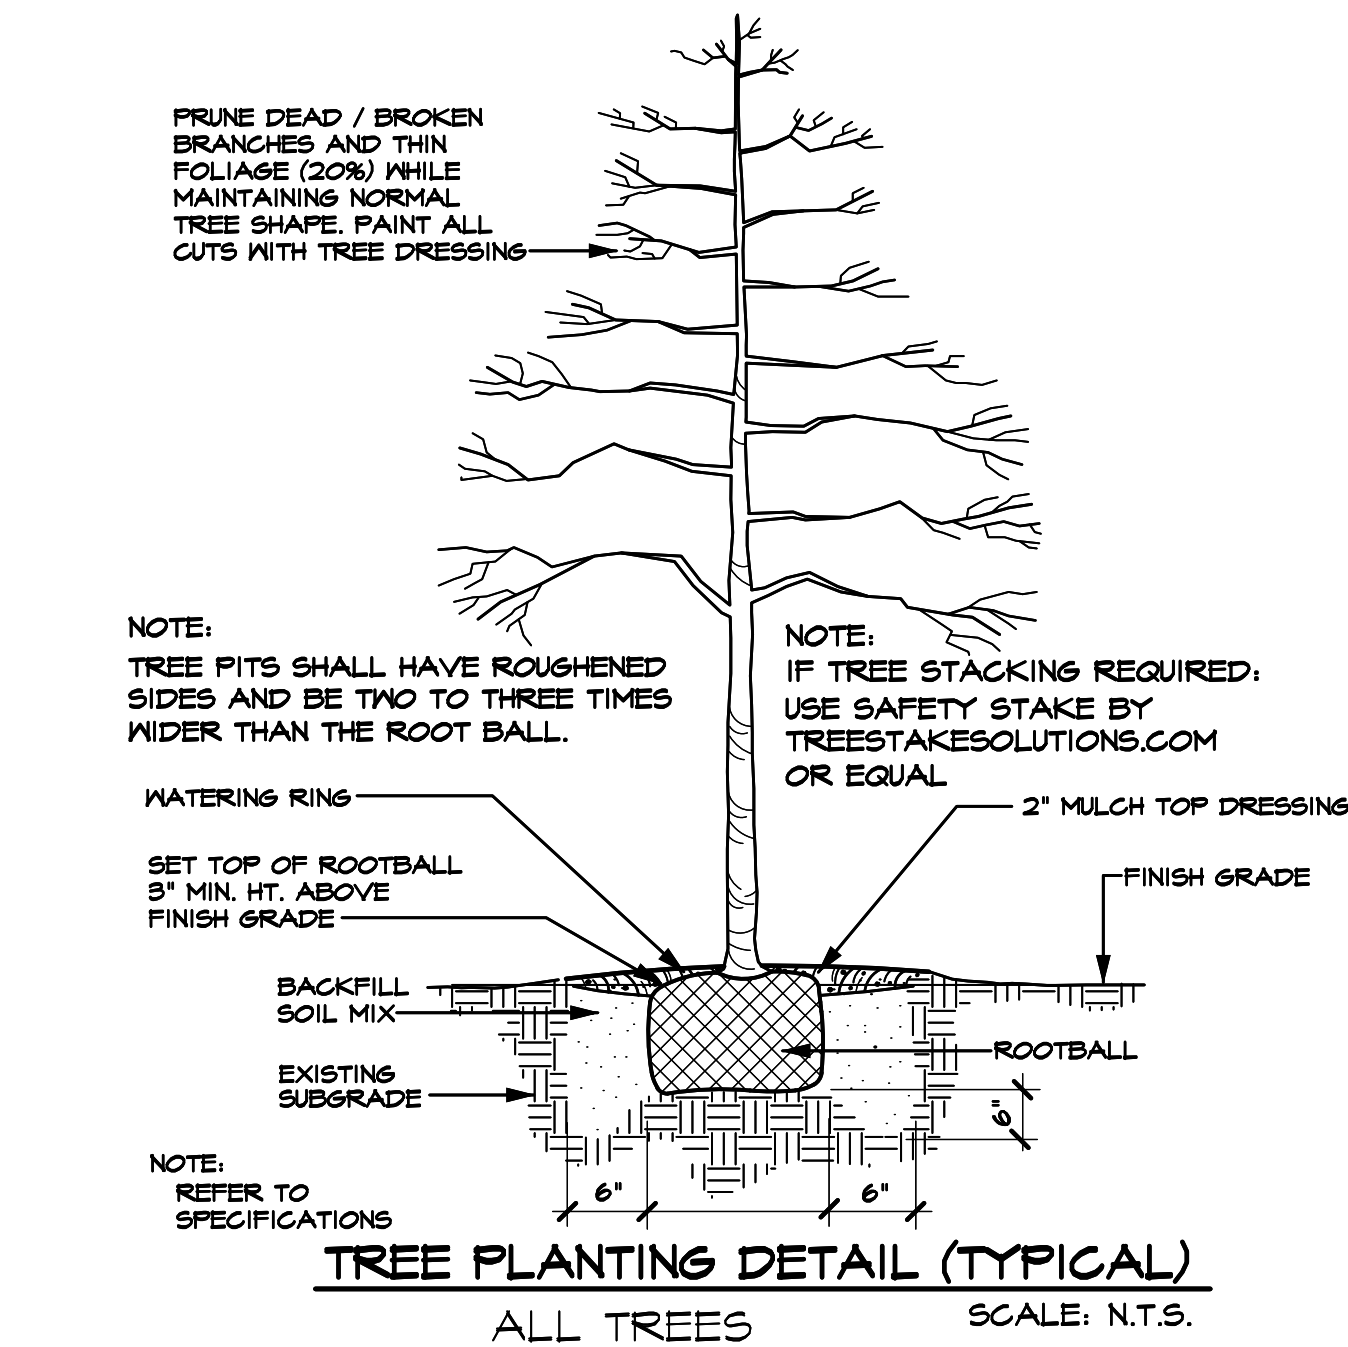 PRUNE DEAD / BROKEN
BRANCHES AND THIN
FOLIAGE (20%) WHILE
MAINTAINING NORMAL
TREE SHAPE. PAINT ALL
CUTS WITH TREE DRESSING
NOTE:
TREE PITS SHALL HAVE ROUGHENED
SIDES AND BE TWO TO THREE TIMES
WIDER THAN THE ROOT BALL.
NOTE:
IF TREE STACKING REQUIRED:
USE SAFETY STAKE BY
TREESTAKESOLUTIONS.COM
OR EQUAL
WATERING RING
2" MULCH TOP DRESSING
SET TOP OF ROOTBALL
3" MIN. HT. ABOVE
FINISH GRADE
FINISH GRADE
BACKFILL
SOIL MIX
ROOTBALL
EXISTING
SUBGRADE
6"
NOTE:
REFER TO
SPECIFICATIONS
6"
6"
TREE PLANTING DETAIL (TYPICAL)
ALL TREES
SCALE: N.T.S.